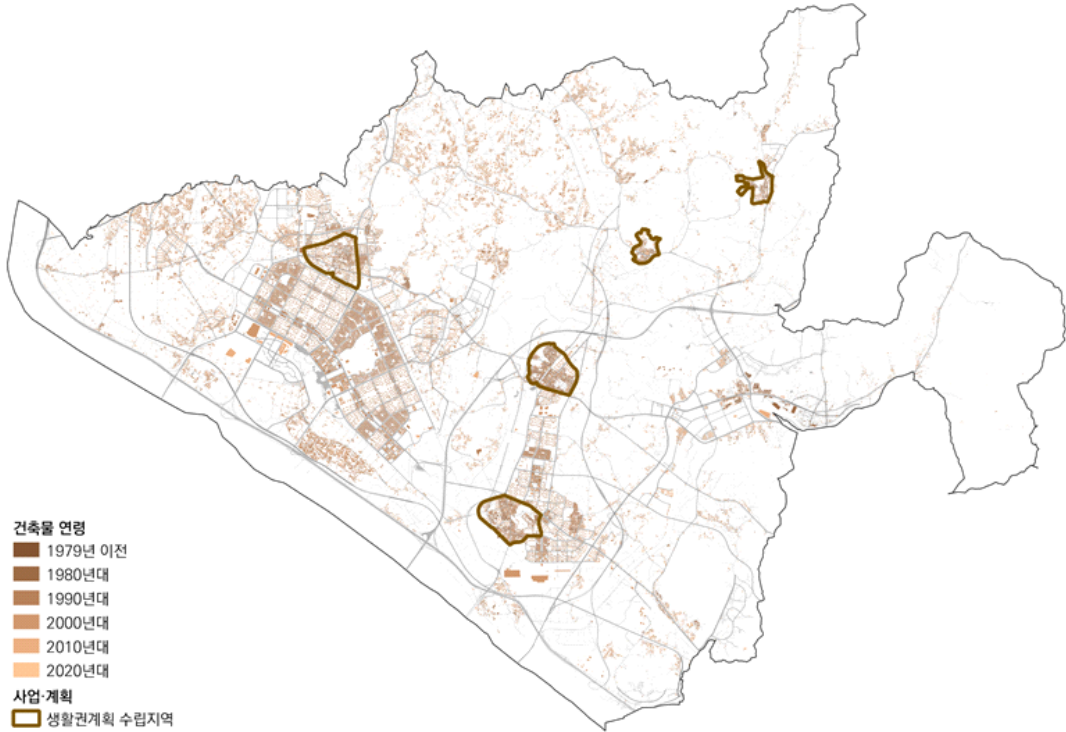 건축물 연령
1979년 이전
1980년대
1990년대
2000년대
2010년대
2020년대
사업·계획
생활권계획 수립지역